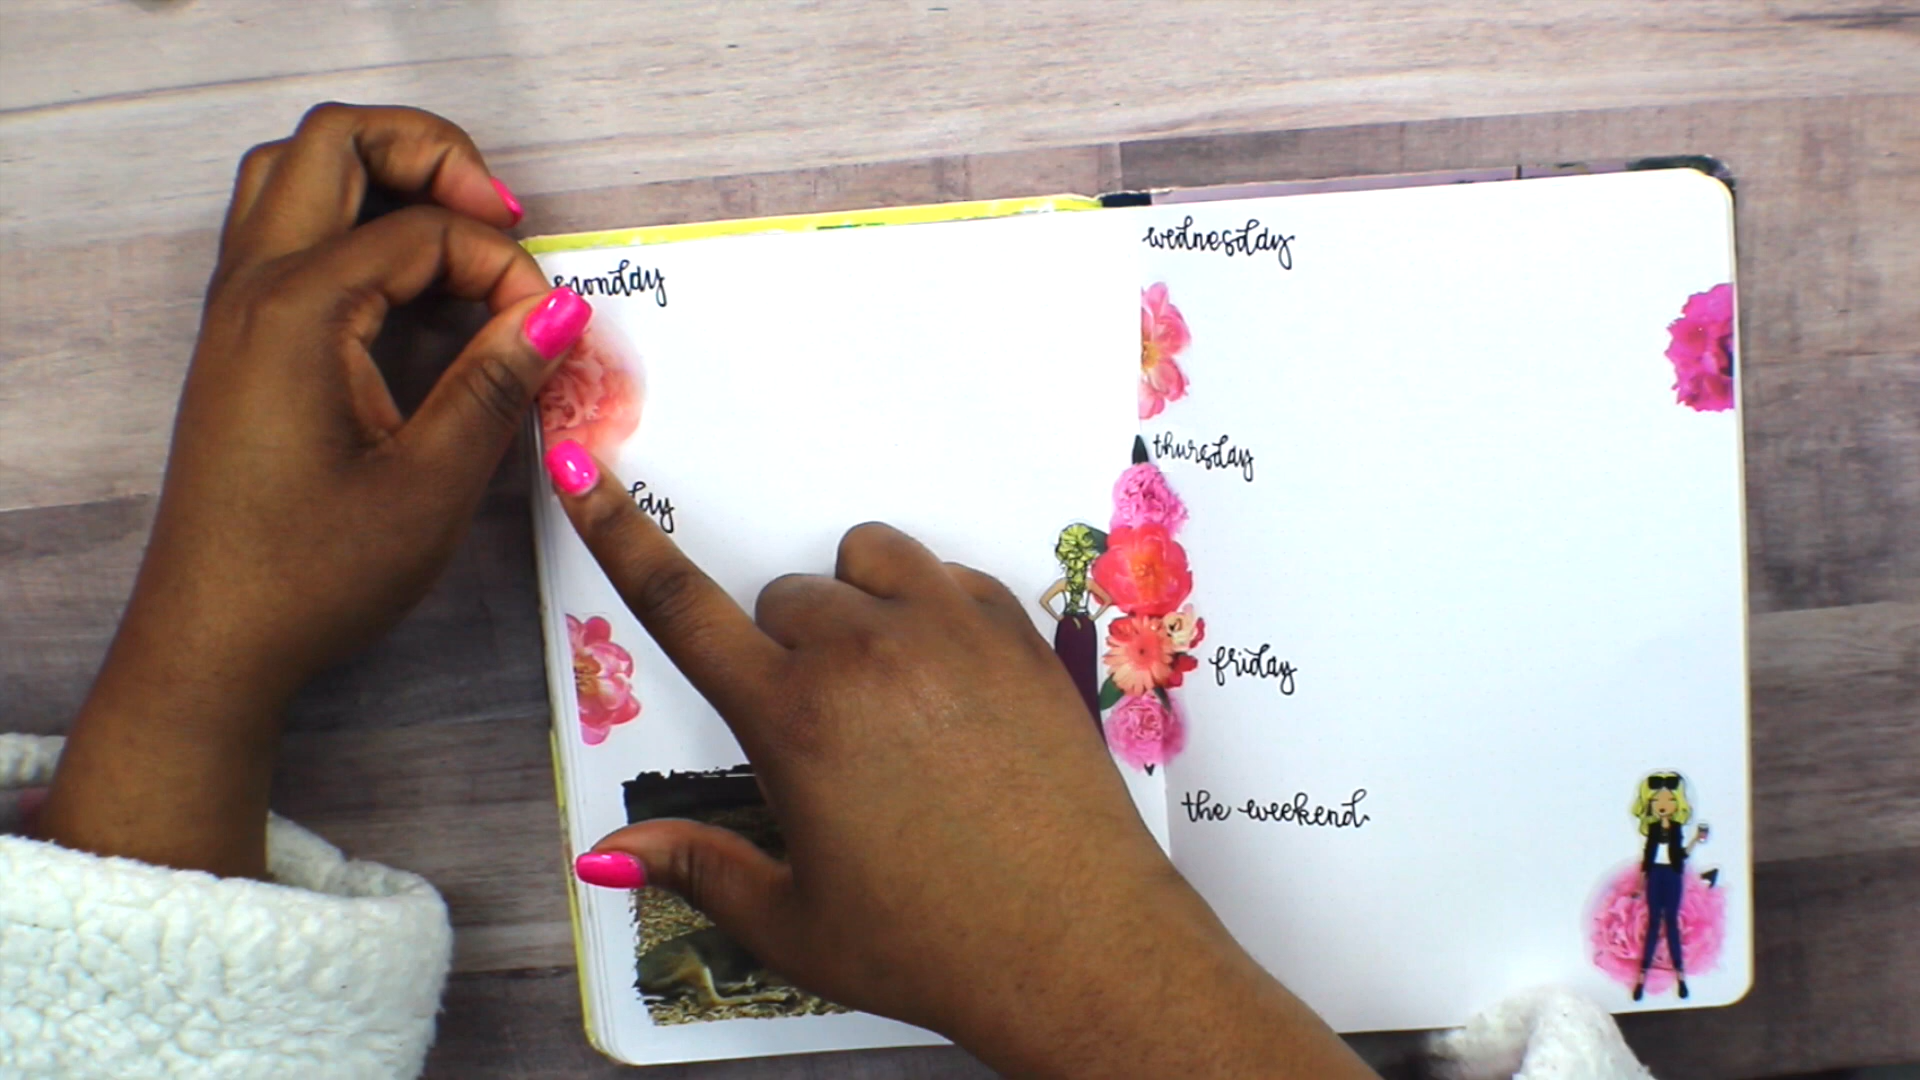 monday
wednesday
thursday
friday
the weekend